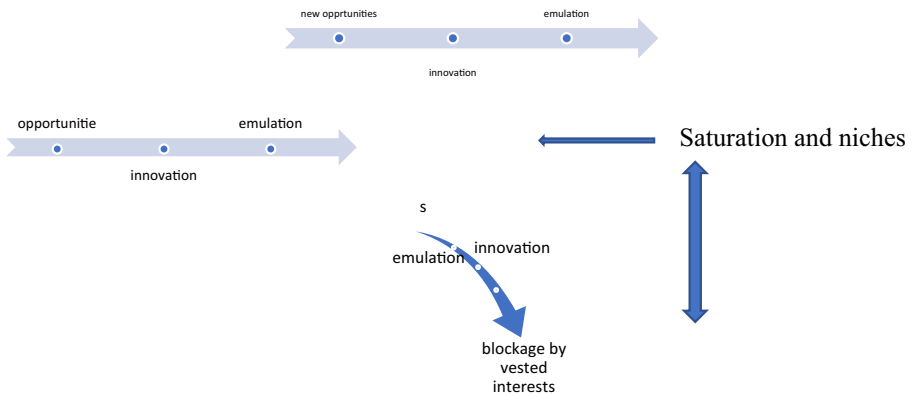 new opprtunities
emulation
innovation
opportunitie
emulation
innovation
Saturation and niches
s
emulation
innovation
blockage by
vested
interests